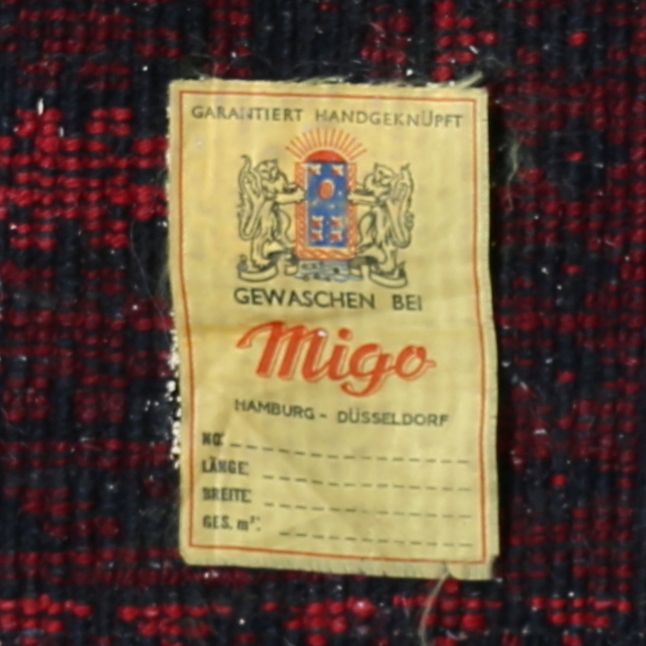 GARANTIERT HANDGEKNÜPFT
GEWASCHEN BEI
Migo
HAMBURG - DÜSSELDORF
NO:
LÄNGE:
BREITE:
GES. m²: